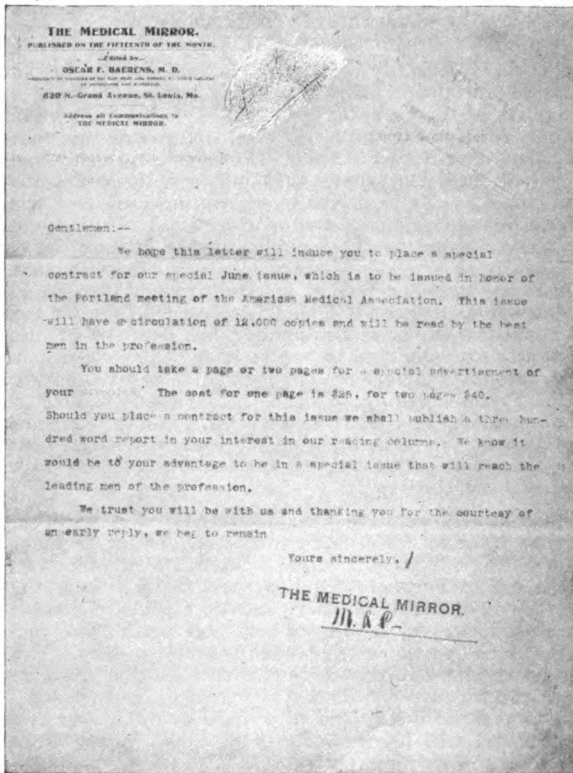 THE MEDICAL MIRROR.
PUBLISHED ON THE FIFTEENTH OF THE MONTH.
Edited by
OSCAR F. BAERENS, M. D.
820 N. Grand Avenue, St. Louis, Mo.
Address all Communications to
THE MEDICAL MIRROR.
Gentlemen:--
We hope this letter will induce you to place a special
contract for our special June issue, which is to be issued in honor of
the Portland meeting of the American Medical Association. This issue
will have a circulation of 12,000 copies and will be read by the best
men in the profession.
You should take a page or two pages for a special advertisment of
your The cost for one page is $25, for two pages $40.
Should you place a contract for this issue we shall publish a three hun-
dred word report in your interest in our reading columns. We know it
would be to your advantage to be in a special issue that will reach the
leading men of the profession.
We trust you will be with us and thanking you for the courtesy of
an early reply, we beg to remain
Yours sincerely,
THE MEDICAL MIRROR.